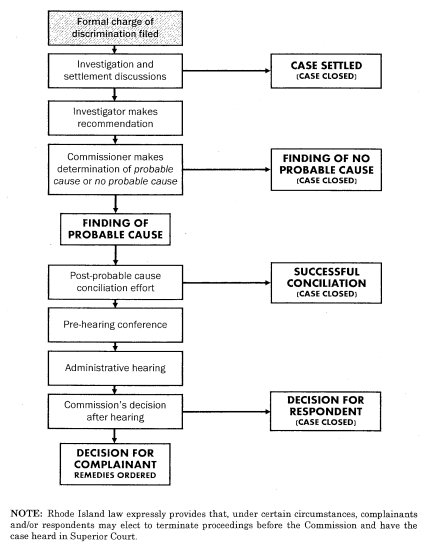 Formal charge of
discrimination filed
Investigation and
settlement discussions
CASE SETTLED
(CASE CLOSED)
Investigator makes
recommendation
Commissioner makes
determination of probable
cause or no probable cause
FINDING OF NO
PROBABLE CAUSE
(CASE CLOSED)
FINDING OF
PROBABLE CAUSE
Post-probable cause
conciliation effort
SUCCESSFUL
CONCILIATION
(CASE CLOSED)
Pre-hearing conference
Administrative hearing
Commission's decision
after hearing
DECISION FOR
RESPONDENT
(CASE CLOSED)
DECISION FOR
COMPLAINANT
REMEDIES ORDERED
NOTE: Rhode Island law expressly provides that, under certain circumstances, complainants
and/or respondents may elect to terminate proceedings before the Commission and have the
case heard in Superior Court.